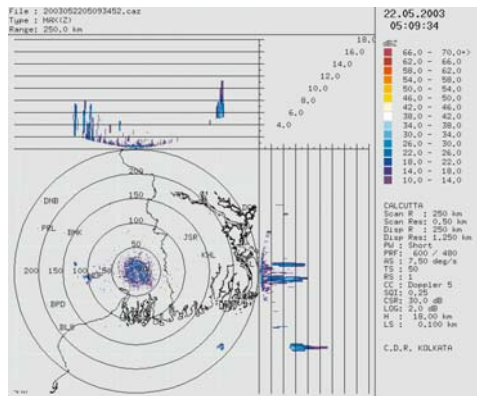 File : 2003052205093452.caz
Type : MAX(Z)
Range: 250.0 km
22.05.2003
05:09:34
18.0
16.0
14.0
12.0
10.0
8.0
6.0
4.0
dBZ
66.0 - 70.0+>
62.0 - 66.0
58.0 - 62.0
54.0 - 58.0
50.0 - 54.0
46.0 - 50.0
42.0 - 46.0
38.0 - 42.0
34.0 - 38.0
30.0 - 34.0
26.0 - 30.0
22.0 - 26.0
18.0 - 22.0
14.0 - 18.0
10.0 - 14.0
200
150
100
50
DHB
PRL
BMK
JSR
KHL
200 150 100 50
BPD
BLS
CALCUTTA
Scan R : 250 km
Scan Res: 0.50 km
Disp R : 250 km
Disp Res: 1.250 km
PW : Short
PRF: 600 / 480
AS : 7.50 deg/s
TS : 50
RS : 1
CC : Doppler 5
SQI: 0.25
CSR: 30.0 dB
LOG: 2.0 dB
H : 18.00 km
LS : 0.100 km
C.D.R. KOLKATA